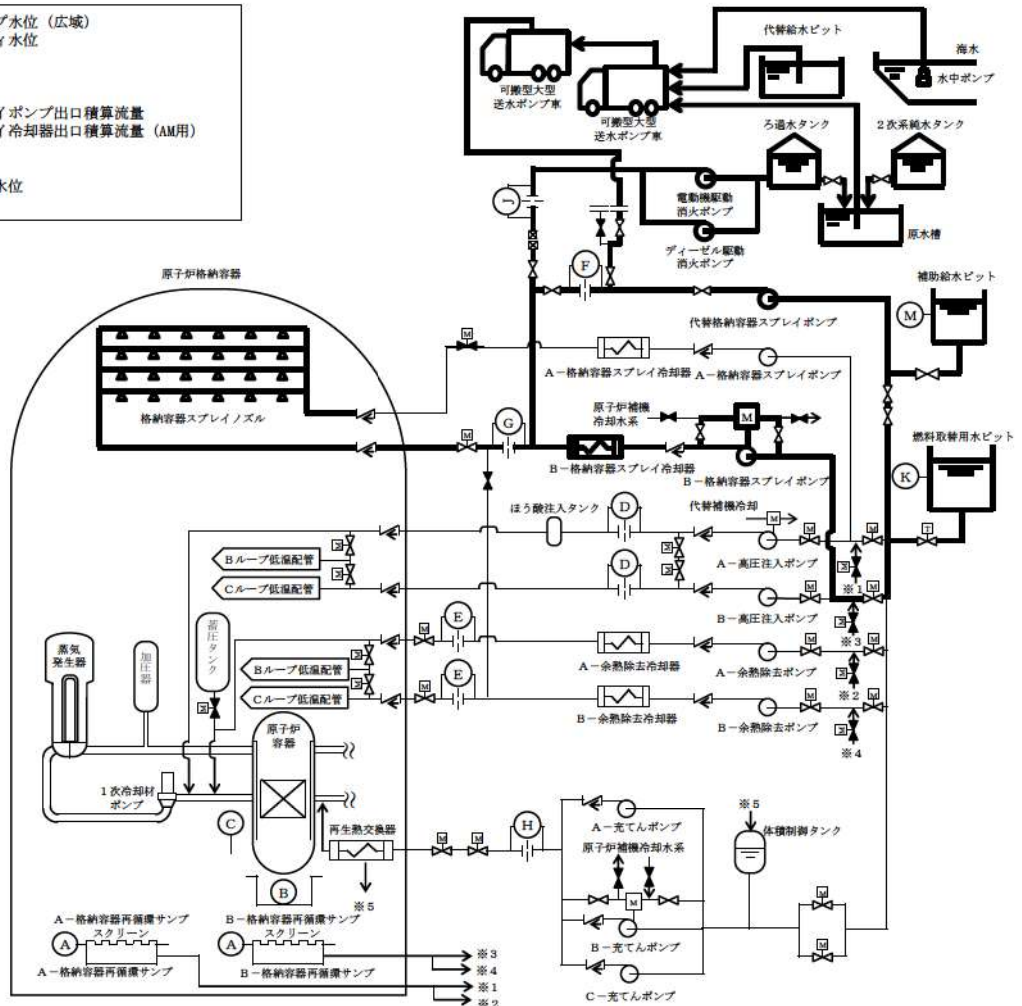 プ水位（広域）
ィ水位
イポンプ出口積算流量
イ冷却器出口積算流量（AM用）
水位
代替給水ピット
海水
水中ポンプ
可搬型大型
送水ポンプ車
可搬型大型
送水ポンプ車
ろ過水タンク
2次系純水タンク
J
電動機駆動
消火ポンプ
原水槽
ディーゼル駆動
消火ポンプ
原子炉格納容器
F
補助給水ピット
M
代替格納容器スプレイポンプ
M
A－格納容器スプレイ冷却器
A－格納容器スプレイポンプ
格納容器スプレイノズル
原子炉補機
冷却水系
M
G
M
燃料取替用水ピット
B－格納容器スプレイ冷却器
B－格納容器スプレイポンプ
K
ほう酸注入タンク
D
代替補機冷却
M
M
M
T
M
M
A－高圧注入ポンプ
M
Bループ低温配管
M
D
M
※1
Cループ低温配管
M
M
B－高圧注入ポンプ
M
蓄圧タンク
M
E
※3
蒸気
発生器
加圧器
M
M
M
Bループ低温配管
A－余熱除去冷却器
A－余熱除去ポンプ
M
※2
M
M
E
M
M
Cループ低温配管
B－余熱除去冷却器
B－余熱除去ポンプ
M
※4
原子炉
容器
1次冷却材
ポンプ
※5
C
再生熱交換器
M
M
H
A－充てんポンプ
体積制御タンク
原子炉補機冷却水系
B
※5
M
M
A－格納容器再循環サンプ
スクリーン
B－格納容器再循環サンプ
スクリーン
B－充てんポンプ
A
A
※3
M
A－格納容器再循環サンプ
B－格納容器再循環サンプ
※4
※1
C－充てんポンプ
※2